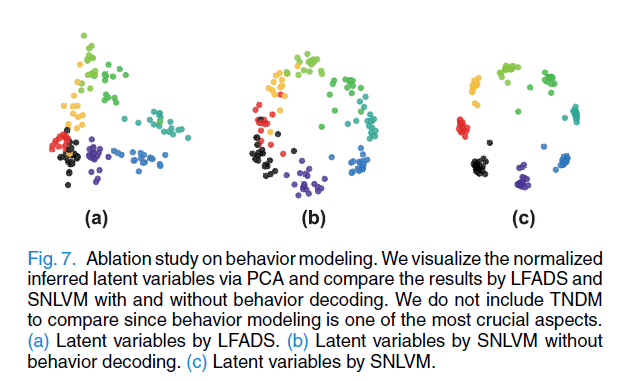 (a) (b) (c)
Fig. 7. Ablation study on behavior modeling. We visualize the normalized
inferred latent variables via PCA and compare the results by LFADS and
SNLVM with and without behavior decoding. We do not include TNDM
to compare since behavior modeling is one of the most crucial aspects.
(a) Latent variables by LFADS. (b) Latent variables by SNLVM without
behavior decoding. (c) Latent variables by SNLVM.